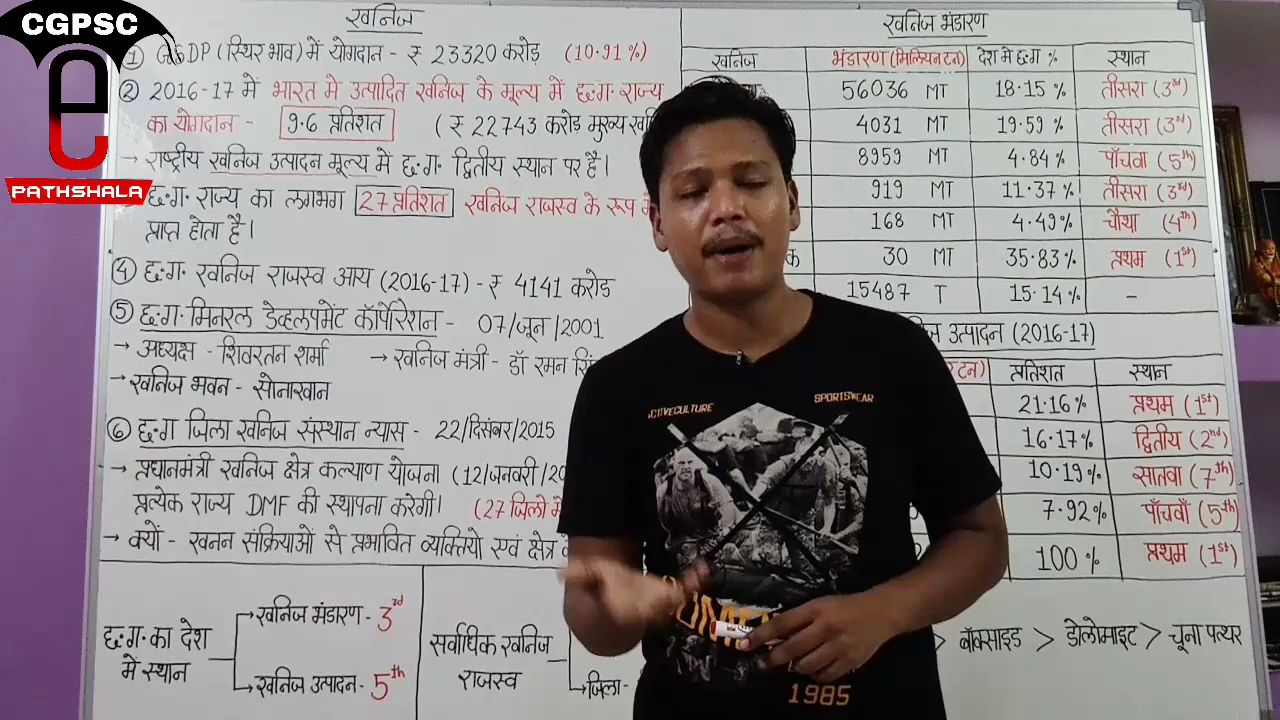 CGPSC
e
PATHSHALA
खनिज
① GSDP (स्थिर भाव) में योगदान - ₹ 23320 करोड़ (10.91 %)
② 2016-17 में भारत मे उत्पादित खनिज के मूल्य में छ.ग. राज्य
का योगदान - 9.6 प्रतिशत ( ₹ 22743 करोड़ मुख्य
→ राष्ट्रीय खनिज उत्पादन मूल्य में छ.ग. द्वितीय स्थान पर है।
छ.ग. राज्य का लगभग 27 प्रतिशत खनिज राजस्व के रूप
प्राप्त होता है।
④ छ.ग. खनिज राजस्व आय (2016-17) - ₹ 4141 करोड
⑤ छ.ग. मिनरल डेव्हलपमेंट कॉर्पोरेशन - 07/जून/2001
→ अध्यक्ष - शिवरतन शर्मा → खनिज मंत्री - डॉ रमन
→ खनिज भवन - सोनाखान
⑥ छ.ग जिला खनिज संस्थान न्यास - 22/दिसंबर/2015
→ प्रधानमंत्री खनिज क्षेत्र कल्याण योजना (12/जनवरी/20
प्रत्येक राज्य DMF की स्थापना करेगी। (27 जिलो
→ क्यों - खनन संक्रियाओं से प्रभावित व्यक्तियो एवं क्षेत्र
छ.ग. का देश
में स्थान
→ खनिज भंडारण - 3rd
→ खनिज उत्पादन - 5th
सर्वाधिक खनिज
राजस्व
→ जिला-
खनिज भंडारण
खनिज भंडारण (मिलियन टन) देश मे छ.ग % स्थान
56036 MT 18.15 % तीसरा (3rd)
4031 MT 19.59 % तीसरा (3rd)
8959 MT 4.84 % पाँचवा (5th)
919 MT 11.37 % तीसरा (3rd)
168 MT 4.49 % चौथा (4th)
30 MT 35.83 % प्रथम (1st)
15487 T 15.14 % -
उत्पादन (2016-17)
टन) प्रतिशत स्थान
21.16 % प्रथम (1st)
16.17 % द्वितीय (2nd)
10.19 % सातवा (7th)
7.92 % पाँचवाँ (5th)
100 % प्रथम (1st)
> बॉक्साइड > डोलोमाइट > चूना पत्थर
ACTIVECULTURE
SPORTSWEAR
1985